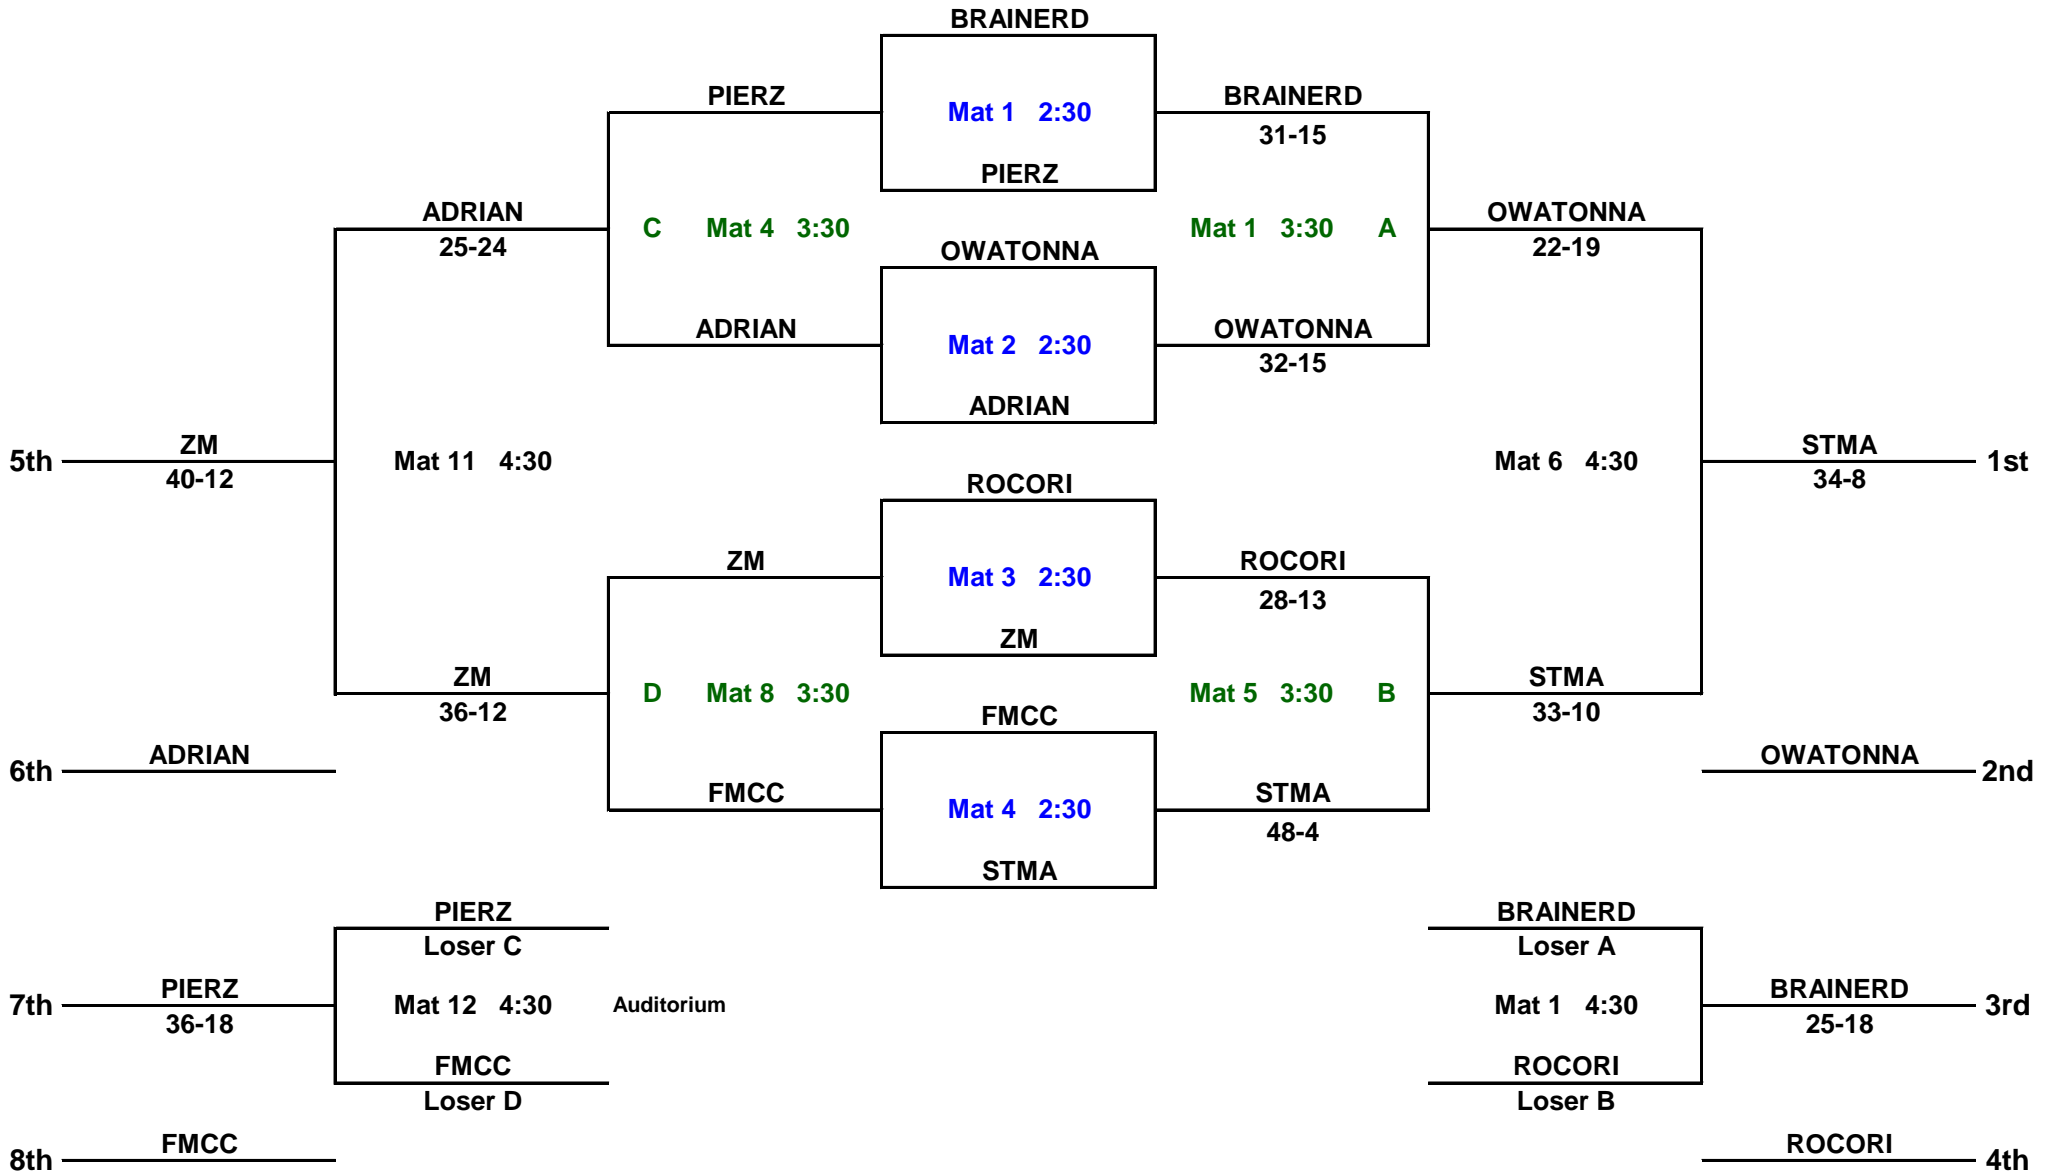 BRAINERD
PIERZ
Mat 1 2:30
BRAINERD
31-15
PIERZ
ADRIAN
25-24
C Mat 4 3:30
Mat 1 3:30 A
OWATONNA
22-19
OWATONNA
ADRIAN
Mat 2 2:30
OWATONNA
32-15
ADRIAN
5th
ZM
40-12
Mat 11 4:30
Mat 6 4:30
STMA
34-8
1st
ROCORI
ZM
Mat 3 2:30
ROCORI
28-13
ZM
ZM
36-12
D Mat 8 3:30
Mat 5 3:30 B
STMA
33-10
FMCC
6th
ADRIAN
OWATONNA
2nd
FMCC
Mat 4 2:30
STMA
48-4
STMA
PIERZ
Loser C
BRAINERD
Loser A
7th
PIERZ
36-18
Mat 12 4:30
Auditorium
Mat 1 4:30
BRAINERD
25-18
3rd
FMCC
Loser D
ROCORI
Loser B
8th
FMCC
ROCORI
4th